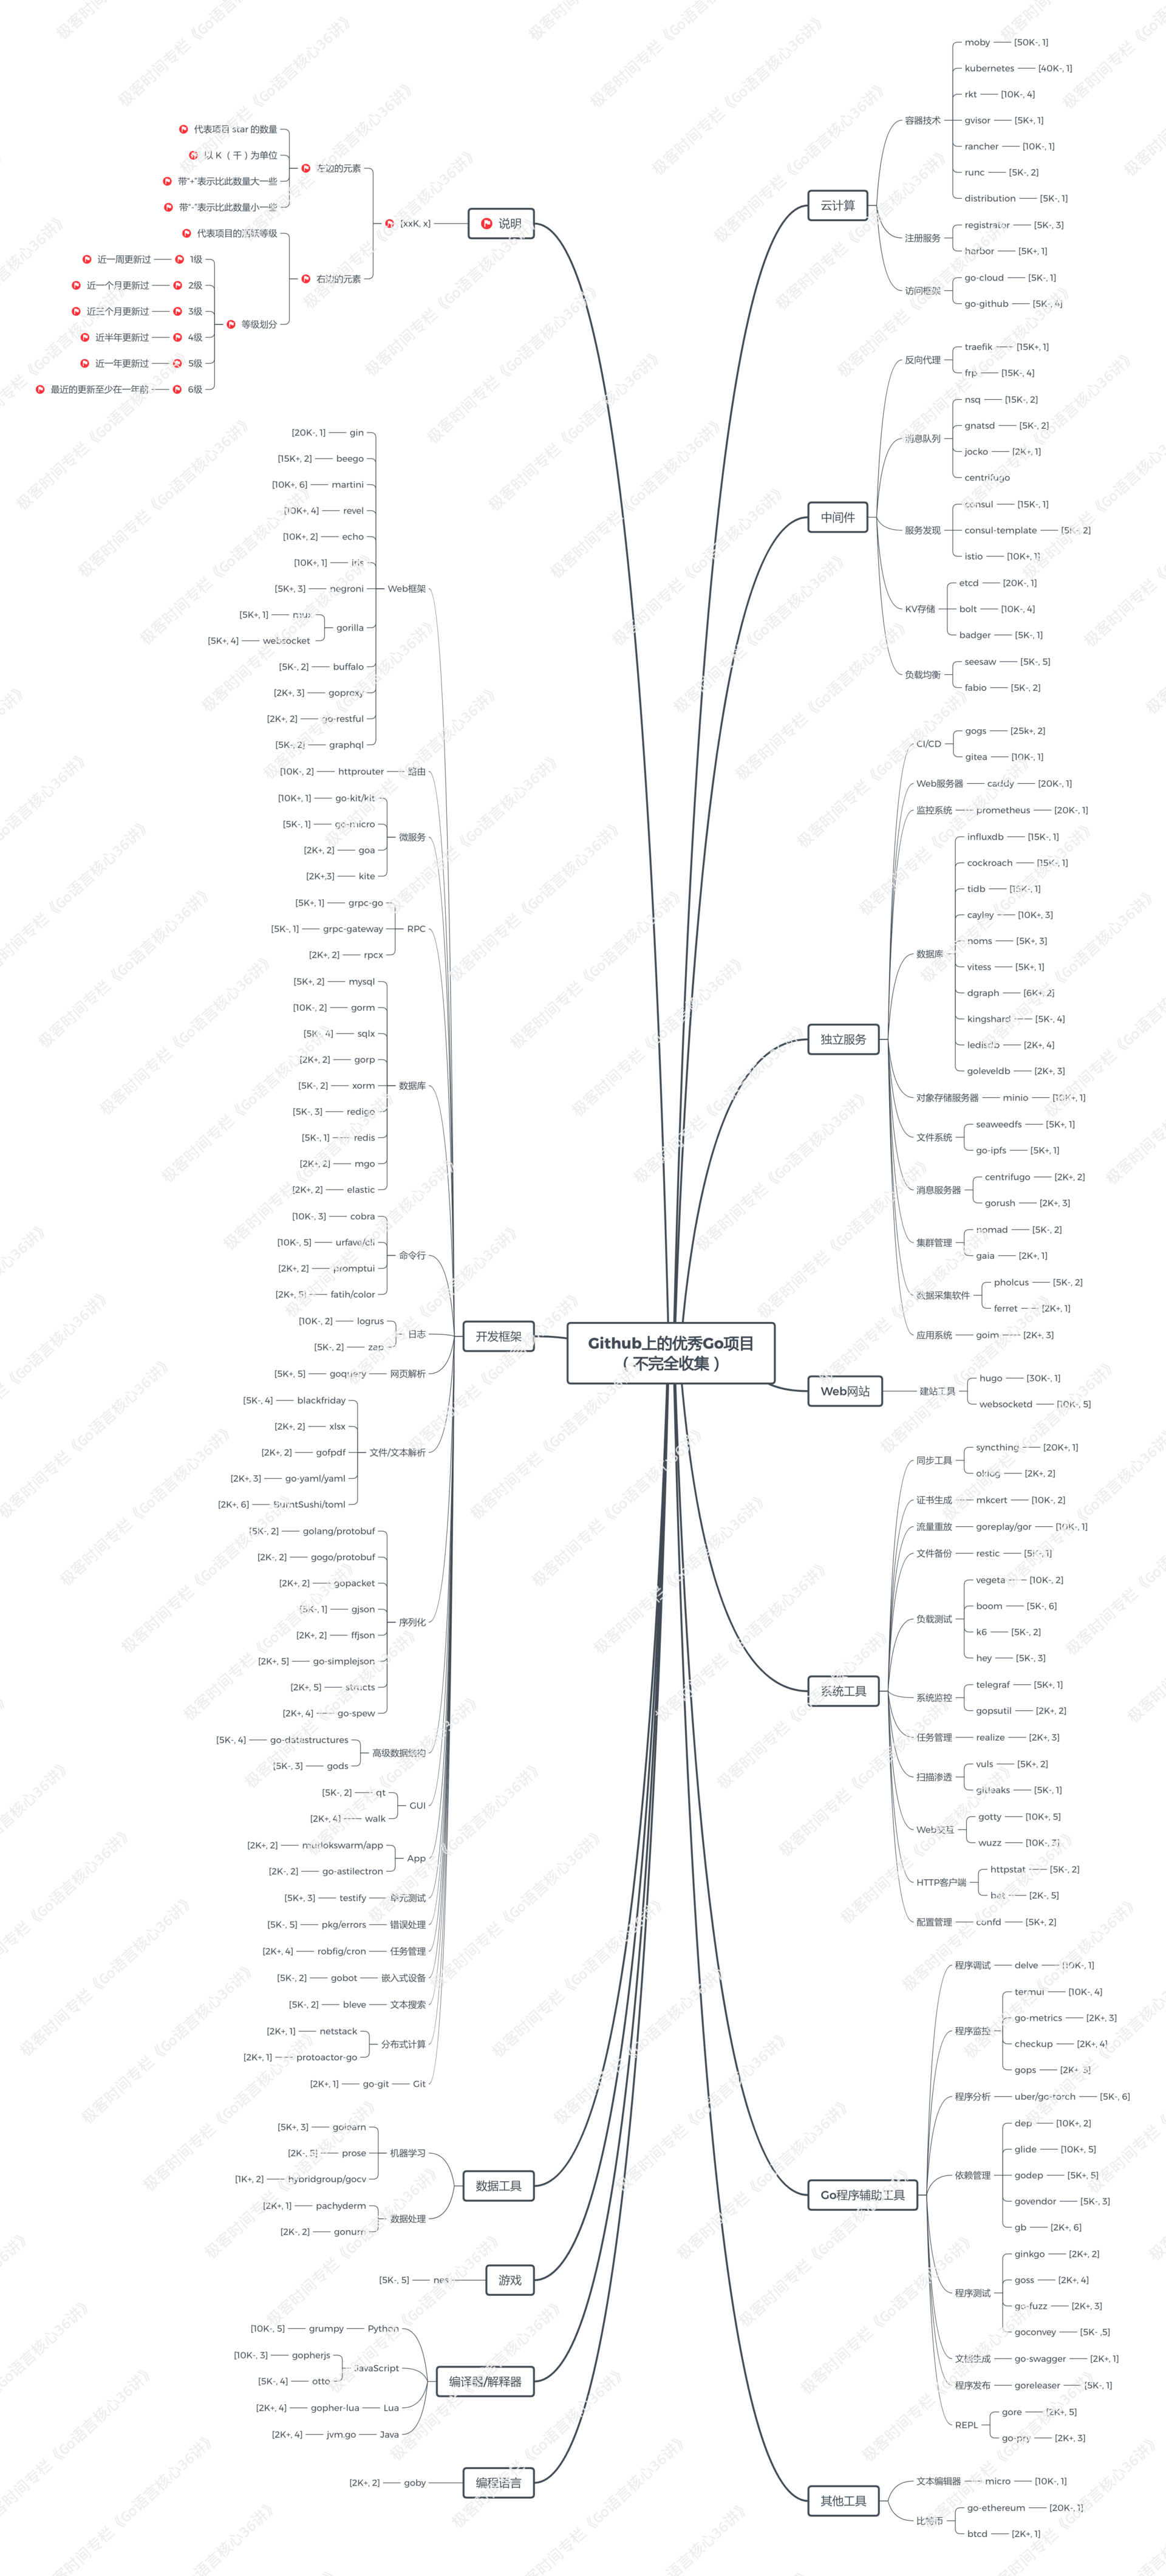 Github上的优秀Go项目
（不完全收集）
说明
[xxK, x]
左边的元素
代表项目 star 的数量
以 K （千）为单位
带“+”表示比此数量大一些
带“-”表示比此数量小一些
右边的元素
代表项目的活跃等级
等级划分
1级 近一周更新过
2级 近一个月更新过
3级 近三个月更新过
4级 近半年更新过
5级 近一年更新过
6级 最近的更新至少在一年前
开发框架
Web框架
gin [20K-, 1]
beego [15K+, 2]
martini [10K+, 6]
revel [10K+, 4]
echo [10K+, 2]
iris [10K+, 1]
negroni [5K+, 3]
gorilla
mux [5K+, 1]
websocket [5K+, 4]
buffalo [5K-, 2]
goproxy [2K+, 3]
go-restful [2K+, 2]
graphql [5K-, 2]
路由
httprouter [10K-, 2]
微服务
go-kit/kit [10K+, 1]
go-micro [5K-, 1]
goa [2K+, 2]
kite [2K+,3]
RPC
grpc-go [5K+, 1]
grpc-gateway [5K-, 1]
rpcx [2K+, 2]
数据库
mysql [5K+, 2]
gorm [10K-, 2]
sqlx [5K-, 4]
gorp [2K+, 2]
xorm [5K-, 2]
redigo [5K-, 3]
redis [5K-, 1]
mgo [2K+, 2]
elastic [2K+, 2]
命令行
cobra [10K-, 3]
urfave/cli [10K-, 5]
promptui [2K+, 2]
fatih/color [2K+, 5]
日志
logrus [10K-, 2]
zap [5K-, 2]
网页解析
goquery [5K+, 5]
文件/文本解析
blackfriday [5K-, 4]
xlsx [2K+, 2]
gofpdf [2K+, 2]
go-yaml/yaml [2K+, 3]
BurntSushi/toml [2K+, 6]
序列化
golang/protobuf [5K-, 2]
gogo/protobuf [2K-, 2]
gopacket [2K+, 2]
gjson [5K-, 1]
ffjson [2K+, 2]
go-simplejson [2K+, 5]
structs [2K+, 5]
go-spew [2K+, 4]
高级数据结构
go-datastructures [5K-, 4]
gods [5K-, 3]
GUI
qt [5K-, 2]
walk [2K+, 4]
App
murlokswarm/app [2K+, 2]
go-astilectron [2K-, 2]
单元测试
testify [5K+, 3]
错误处理
pkg/errors [5K-, 5]
任务管理
robfig/cron [2K+, 4]
嵌入式设备
gobot [5K-, 2]
文本搜索
bleve [5K-, 2]
分布式计算
netstack [2K+, 1]
protoactor-go [2K+, 1]
Git
go-git [2K+, 1]
数据工具
机器学习
golearn [5K+, 3]
prose [2K-, 5]
hybridgroup/gocv [1K+, 2]
数据处理
pachyderm [2K+, 1]
gonum [2K-, 2]
游戏
nes [5K-, 5]
编译器/解释器
Python
grumpy [10K-, 5]
JavaScript
gopherjs [10K-, 3]
otto [5K-, 4]
Lua
gopher-lua [2K+, 4]
Java
jvm.go [2K+, 4]
编程语言
goby [2K+, 2]
云计算
容器技术
moby [50K-, 1]
kubernetes [40K-, 1]
rkt [10K-, 4]
gvisor [5K+, 1]
rancher [10K-, 1]
runc [5K-, 2]
distribution [5K-, 1]
注册服务
registrator [5K-, 3]
harbor [5K+, 1]
访问框架
go-cloud [5K-, 1]
go-github [5K-, 4]
中间件
反向代理
traefik [15K+, 1]
frp [15K-, 4]
消息队列
nsq [15K-, 2]
gnatsd [5K-, 2]
jocko [2K+, 1]
centrifugo
服务发现
consul [15K-, 1]
consul-template [5K-, 2]
istio [10K+, 1]
KV存储
etcd [20K-, 1]
bolt [10K-, 4]
badger [5K-, 1]
负载均衡
seesaw [5K-, 5]
fabio [5K-, 2]
独立服务
CI/CD
gogs [25k+, 2]
gitea [10K-, 1]
Web服务器
caddy [20K-, 1]
监控系统
prometheus [20K-, 1]
数据库
influxdb [15K-, 1]
cockroach [15K-, 1]
tidb [15K-, 1]
cayley [10K+, 3]
noms [5K+, 3]
vitess [5K+, 1]
dgraph [6K+, 2]
kingshard [5K-, 4]
ledisdb [2K+, 4]
goleveldb [2K+, 3]
对象存储服务器
minio [10K+, 1]
文件系统
seaweedfs [5K+, 1]
go-ipfs [5K+, 1]
消息服务器
centrifugo [2K+, 2]
gorush [2K+, 3]
集群管理
nomad [5K-, 2]
gaia [2K+, 1]
数据采集软件
pholcus [5K-, 2]
ferret [2K+, 1]
应用系统
goim [2K+, 3]
Web网站
建站工具
hugo [30K-, 1]
websocketd [10K-, 5]
系统工具
同步工具
syncthing [20K+, 1]
oklog [2K+, 2]
证书生成
mkcert [10K-, 2]
流量重放
goreplay/gor [10K-, 1]
文件备份
restic [5K-, 1]
负载测试
vegeta [10K-, 2]
boom [5K-, 6]
k6 [5K-, 2]
hey [5K-, 3]
系统监控
telegraf [5K+, 1]
gopsutil [2K+, 2]
任务管理
realize [2K+, 3]
扫描渗透
vuls [5K+, 2]
gitleaks [5K-, 1]
Web交互
gotty [10K+, 5]
wuzz [10K-, 3]
HTTP客户端
httpstat [5K-, 2]
bat [2K-, 5]
配置管理
confd [5K+, 2]
Go程序辅助工具
程序调试
delve [10K-, 1]
程序监控
termui [10K-, 4]
go-metrics [2K+, 3]
checkup [2K+, 4]
gops [2K+, 3]
程序分析
uber/go-torch [5K-, 6]
依赖管理
dep [10K+, 2]
glide [10K+, 5]
godep [5K+, 5]
govendor [5K-, 3]
gb [2K+, 6]
程序测试
ginkgo [2K+, 2]
goss [2K+, 4]
go-fuzz [2K+, 3]
goconvey [5K- ,5]
文档生成
go-swagger [2K+, 1]
程序发布
goreleaser [5K-, 1]
REPL
gore [2K+, 5]
go-pry [2K+, 3]
其他工具
文本编辑器
micro [10K-, 1]
比特币
go-ethereum [20K-, 1]
btcd [2K+, 1]
极客时间专栏《Go语言核心36讲》